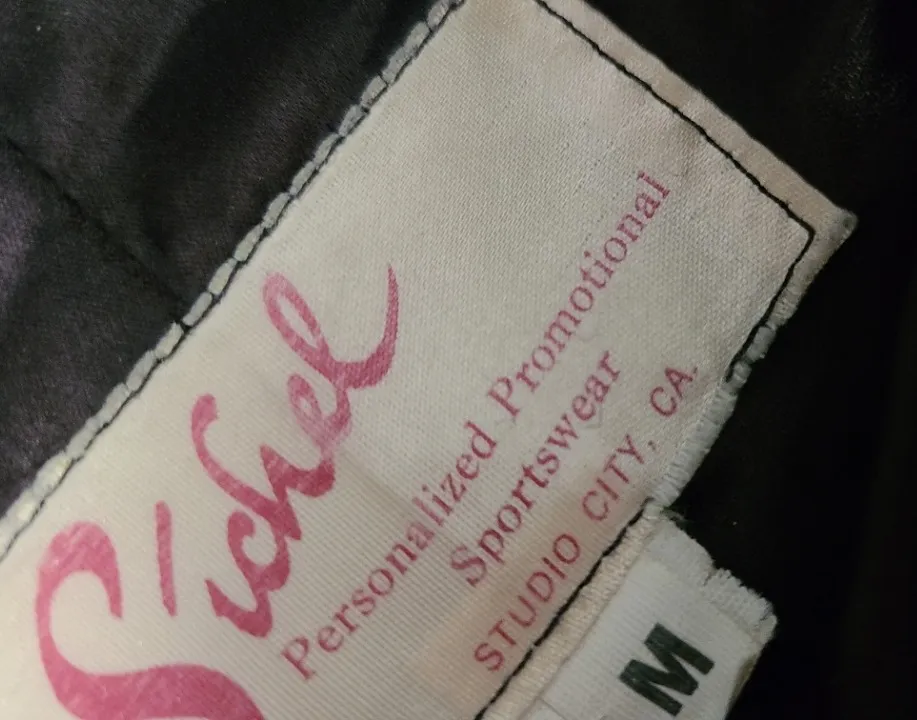 Sichel
Personalized Promotional
Sportswear
STUDIO CITY, CA.
M